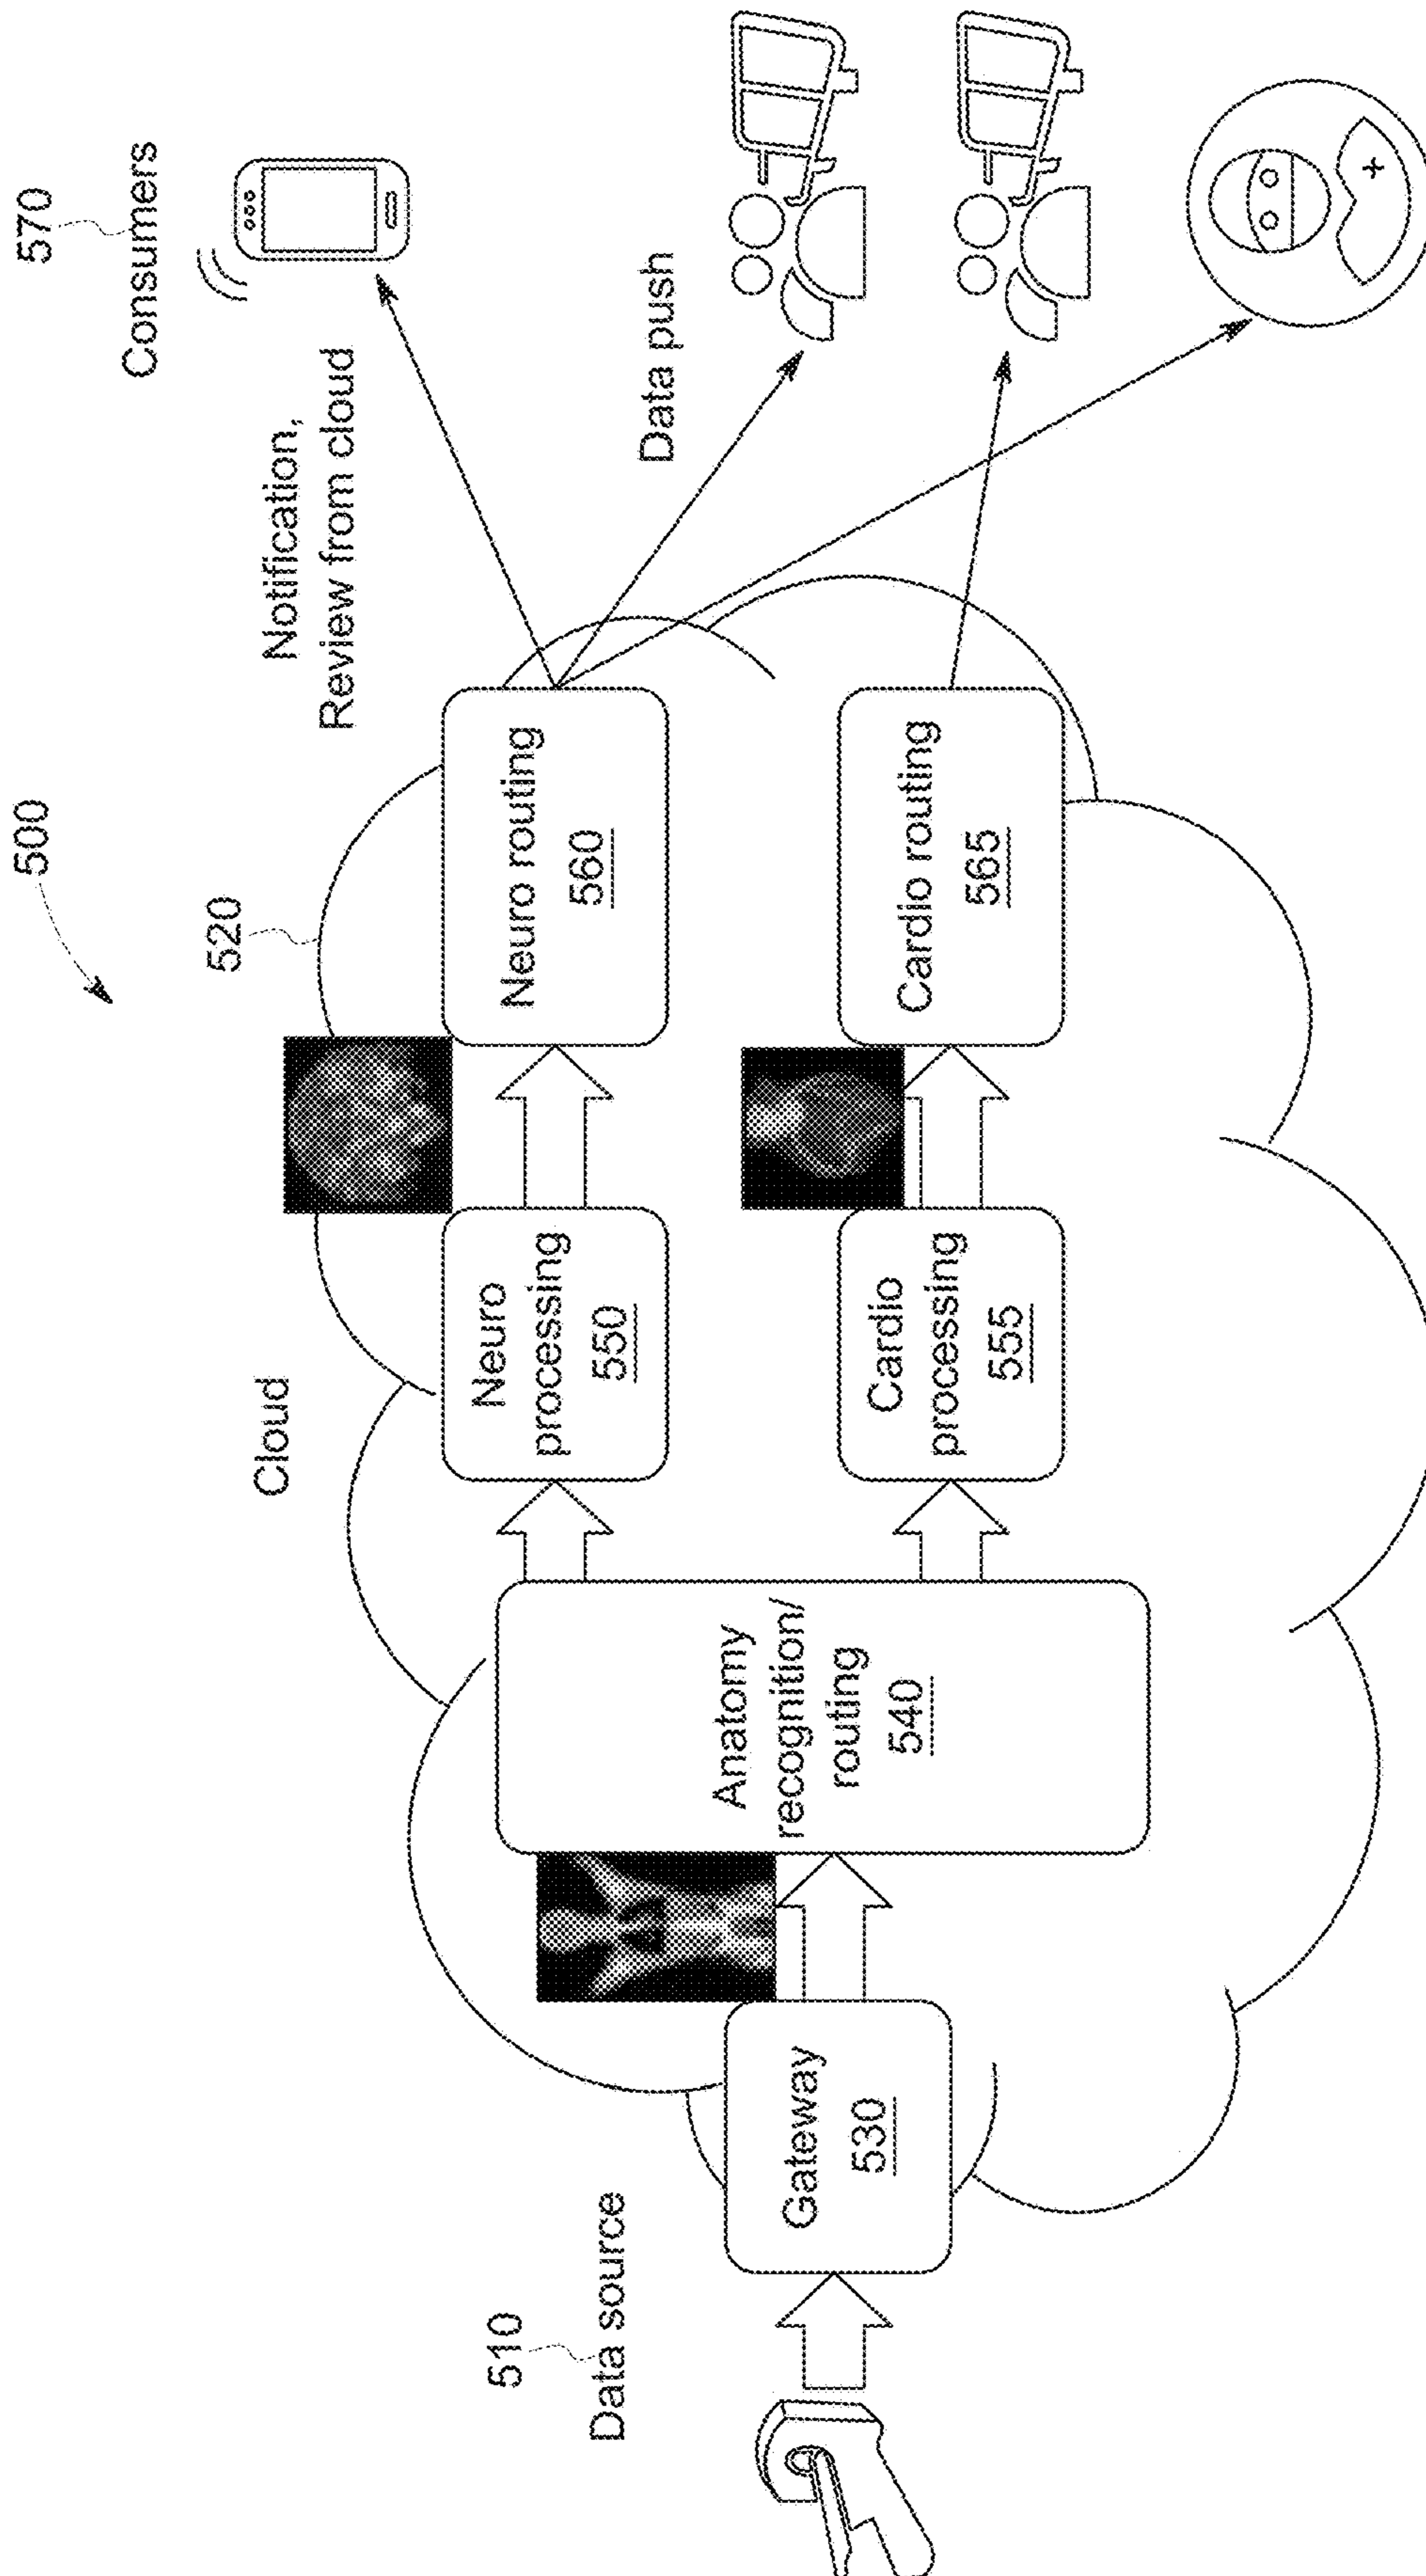 500
570
Consumers
Notification,
Review from cloud
Data push
Cloud
520
510
Data source
Gateway
530
Anatomy
recognition/
routing
540
Neuro
processing
550
Neuro routing
560
Cardio
processing
555
Cardio routing
565